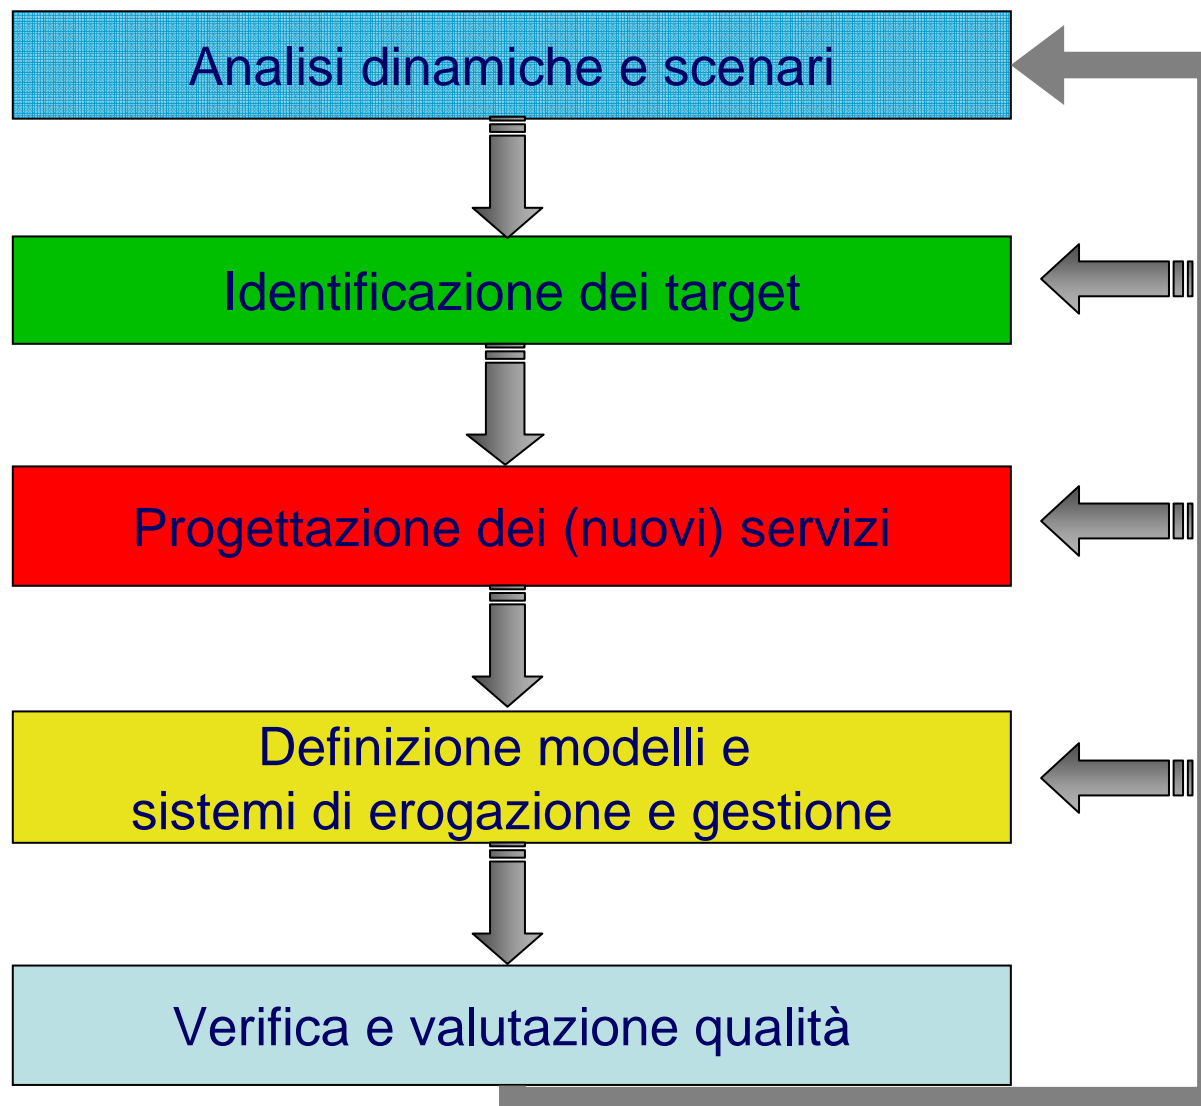 Analisi dinamiche e scenari
Identificazione dei target
Progettazione dei (nuovi) servizi
Definizione modelli e
sistemi di erogazione e gestione
Verifica e valutazione qualità